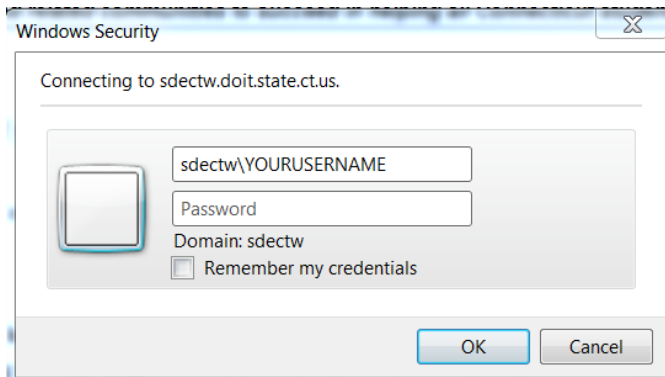 Windows Security
Connecting to sdectw.doit.state.ct.us.
sdectw\YOURUSERNAME
Password
Domain: sdectw
Remember my credentials
OK
Cancel